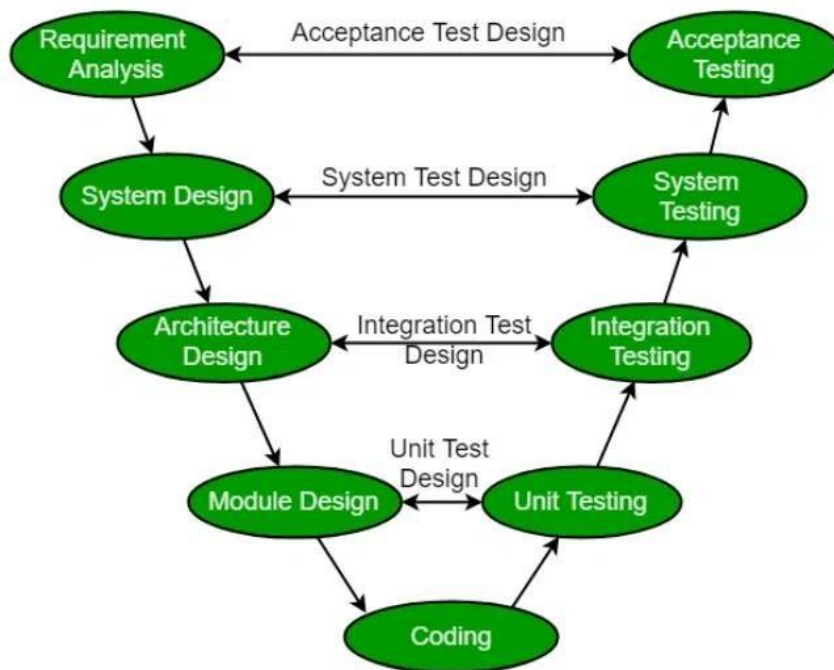 Requirement
Analysis
Acceptance Test Design
Acceptance
Testing
System Design
System Test Design
System
Testing
Architecture
Design
Integration Test
Design
Integration
Testing
Module Design
Unit Test
Design
Unit Testing
Coding